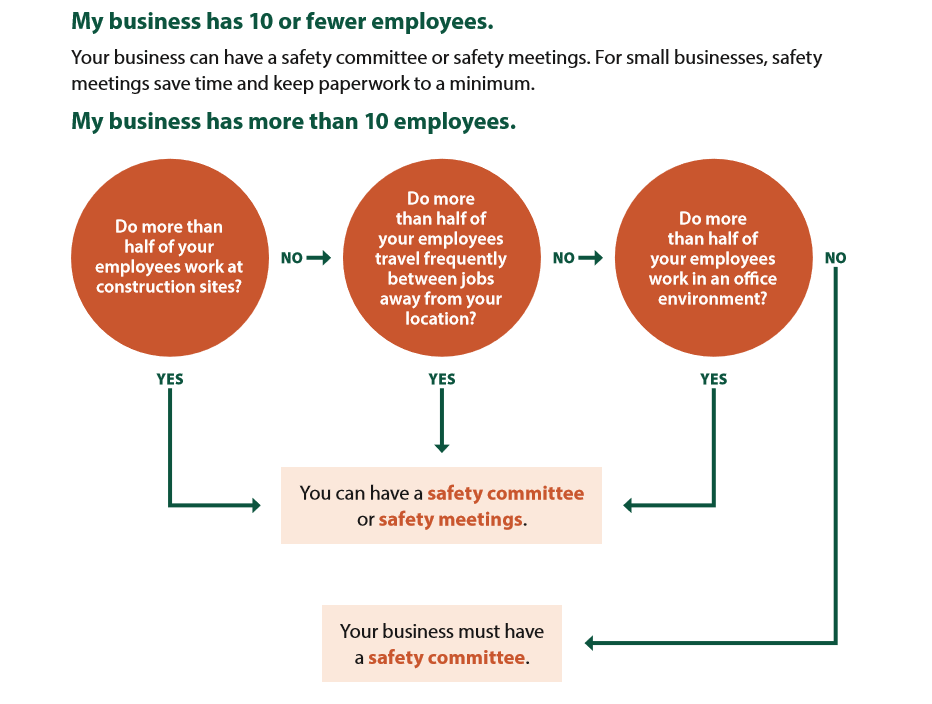 My business has 10 or fewer employees.
Your business can have a safety committee or safety meetings. For small businesses, safety
meetings save time and keep paperwork to a minimum.
My business has more than 10 employees.
Do more than
half of your
employees work at
construction sites?
NO
Do more
than half of
your employees
travel frequently
between jobs
away from your
location?
NO
Do more
than half of
your employees
work in an office
environment?
NO
YES
YES
YES
You can have a safety committee
or safety meetings.
Your business must have
a safety committee.